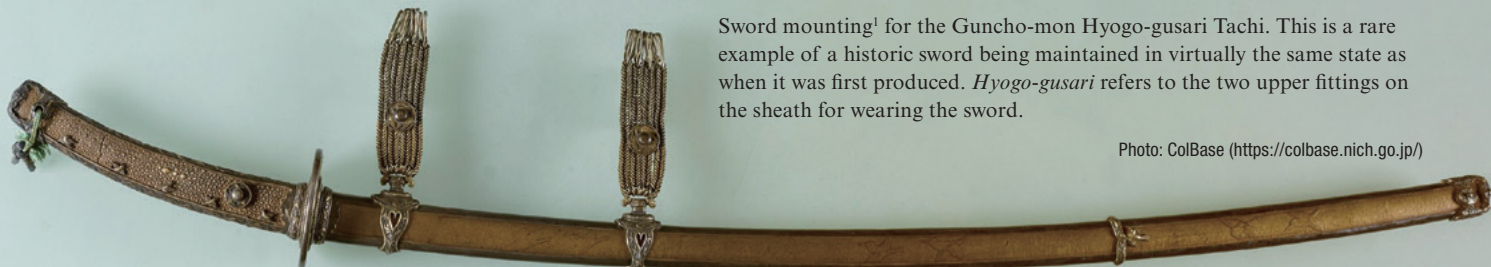 Sword mounting¹ for the Guncho-mon Hyogo-gusari Tachi. This is a rare
example of a historic sword being maintained in virtually the same state as
when it was first produced. Hyogo-gusari refers to the two upper fittings on
the sheath for wearing the sword.
Photo: ColBase (https://colbase.nich.go.jp/)